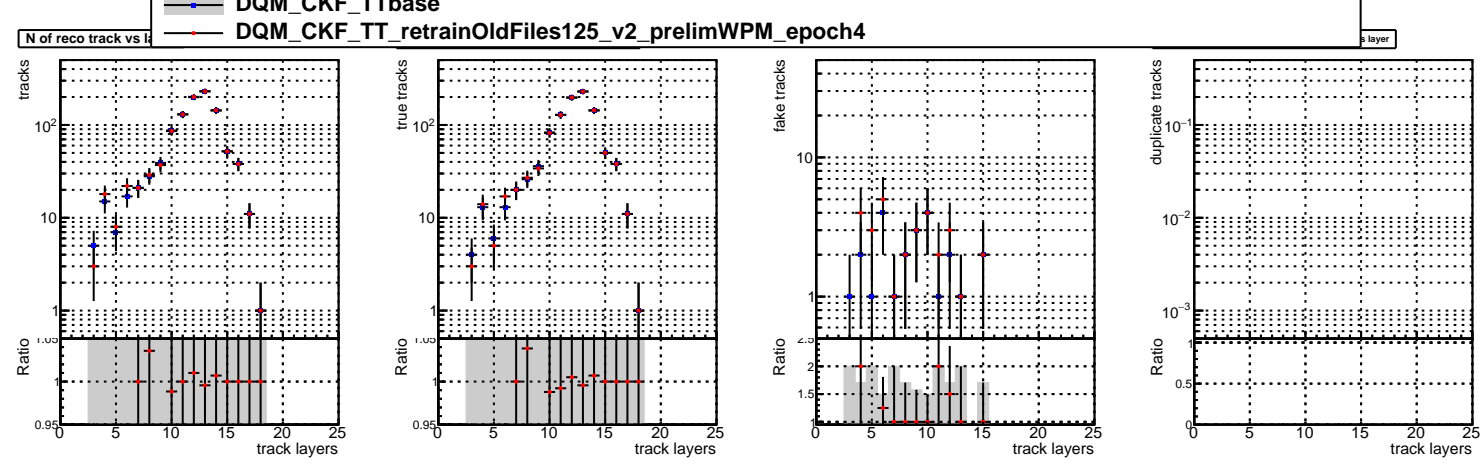 DQM_CKF_TTbase
DQM_CKF_TT_retrainOldFiles125_v2_prelimWPM_epoch4
N of reco track vs la
s layer
tracks
10²
10
1
Ratio
1.05
1
0.95
0 5 10 15 20 25
track layers
true tracks
10²
10
1
Ratio
1.05
1
0.95
0 5 10 15 20 25
track layers
fake tracks
10
1
Ratio
2.5
2
1.5
1
0 5 10 15 20 25
track layers
duplicate tracks
10⁻¹
10⁻²
10⁻³
Ratio
1
0.5
0
0 5 10 15 20 25
track layers